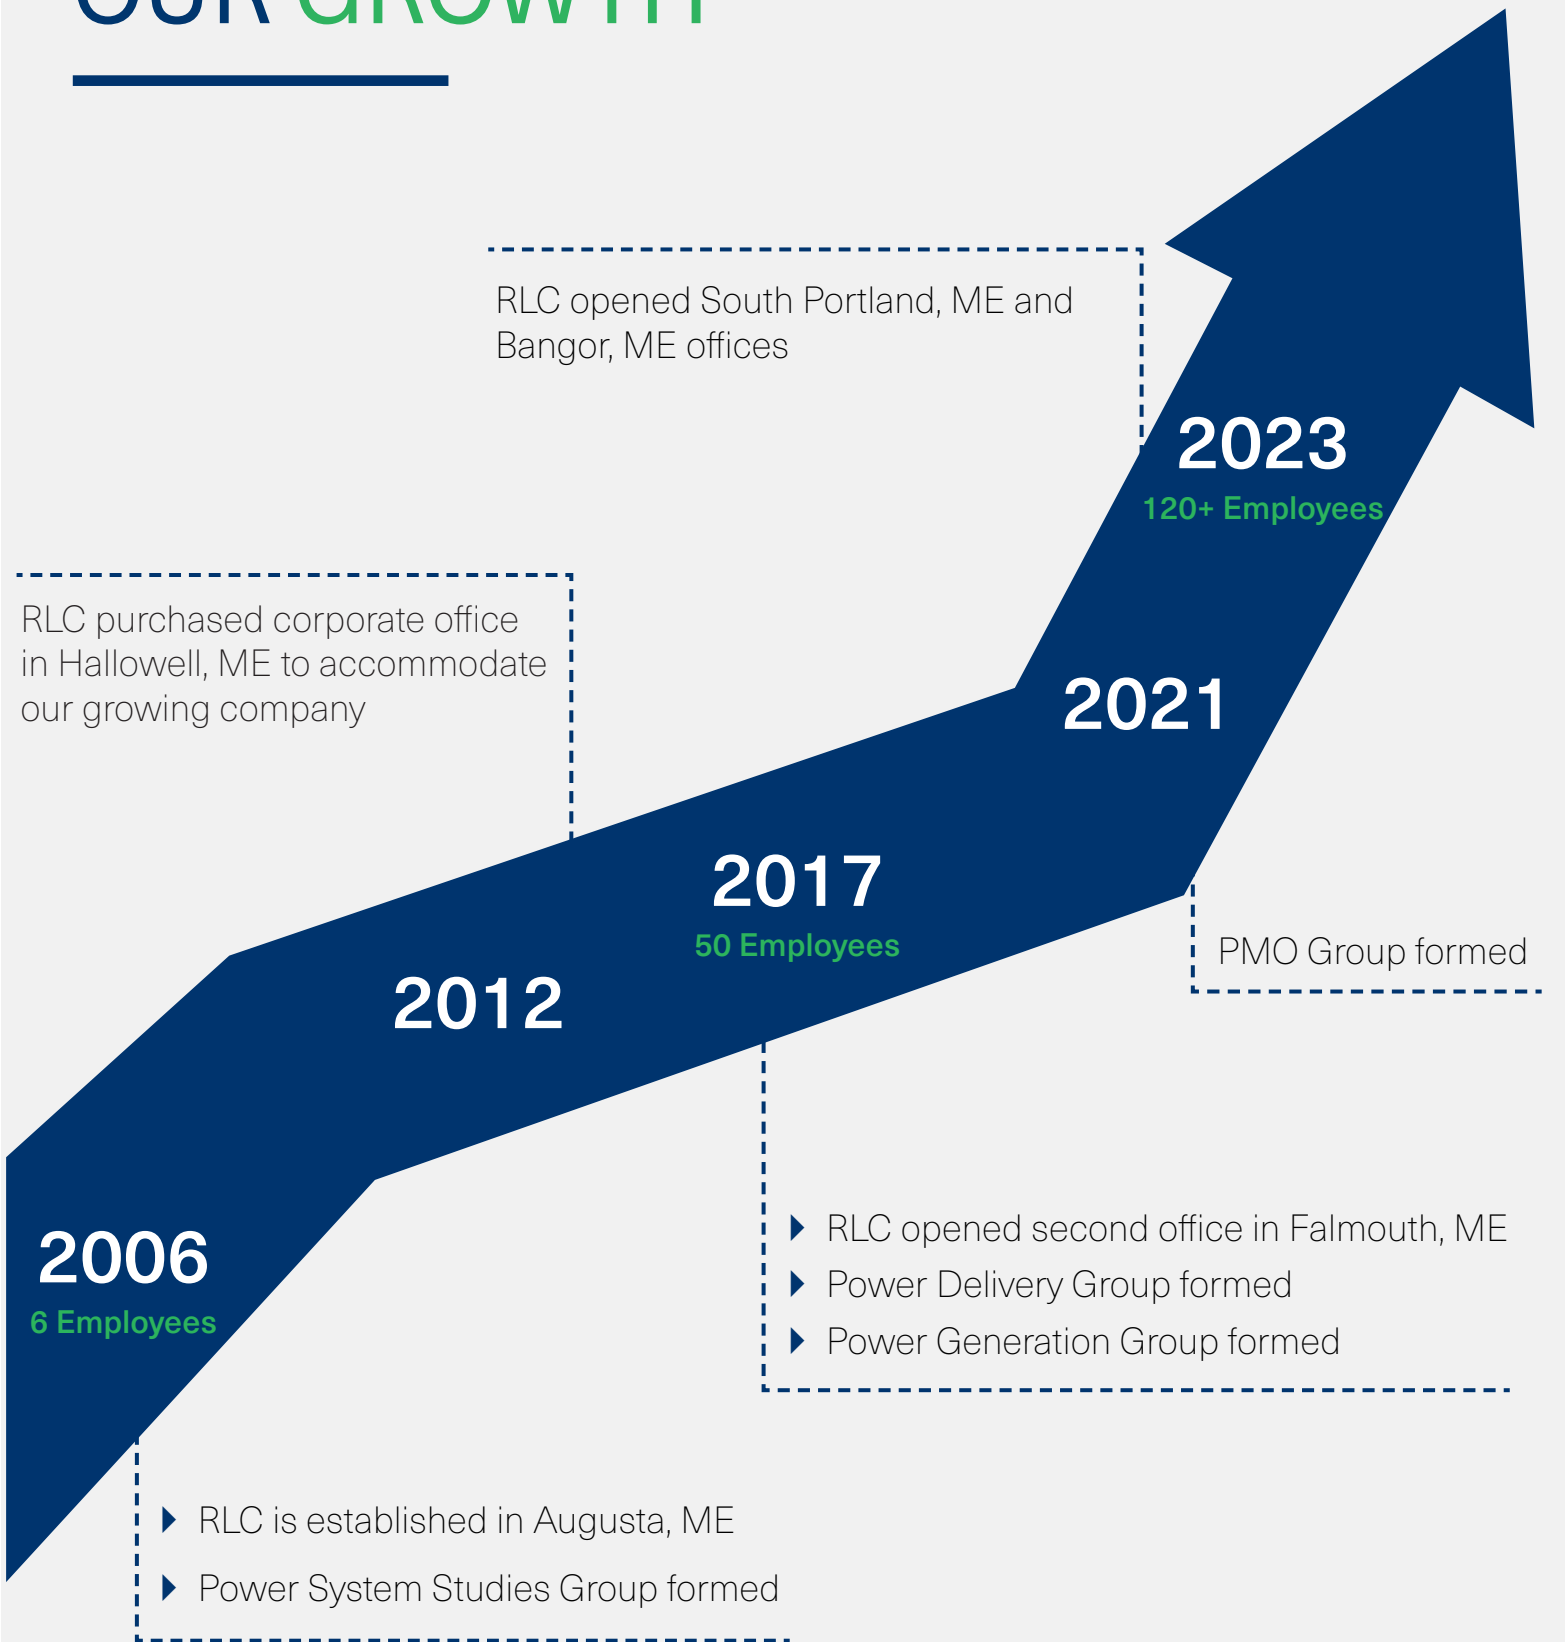 OUR GROWTH
RLC opened South Portland, ME and
Bangor, ME offices
2023
120+ Employees
RLC purchased corporate office
in Hallowell, ME to accommodate
our growing company
2021
2017
50 Employees
PMO Group formed
2012
RLC opened second office in Falmouth, ME
Power Delivery Group formed
Power Generation Group formed
2006
6 Employees
RLC is established in Augusta, ME
Power System Studies Group formed